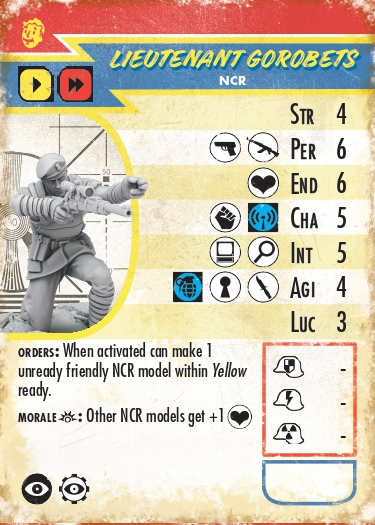 LIEUTENANT GOROBETS
NCR
STR 4
PER 6
END 6
CHA 5
INT 5
AGI 4
LUC 3
50
ORDERS: When activated can make 1
unready friendly NCR model within Yellow
ready.
MORALE: Other NCR models get +1
-
-
-